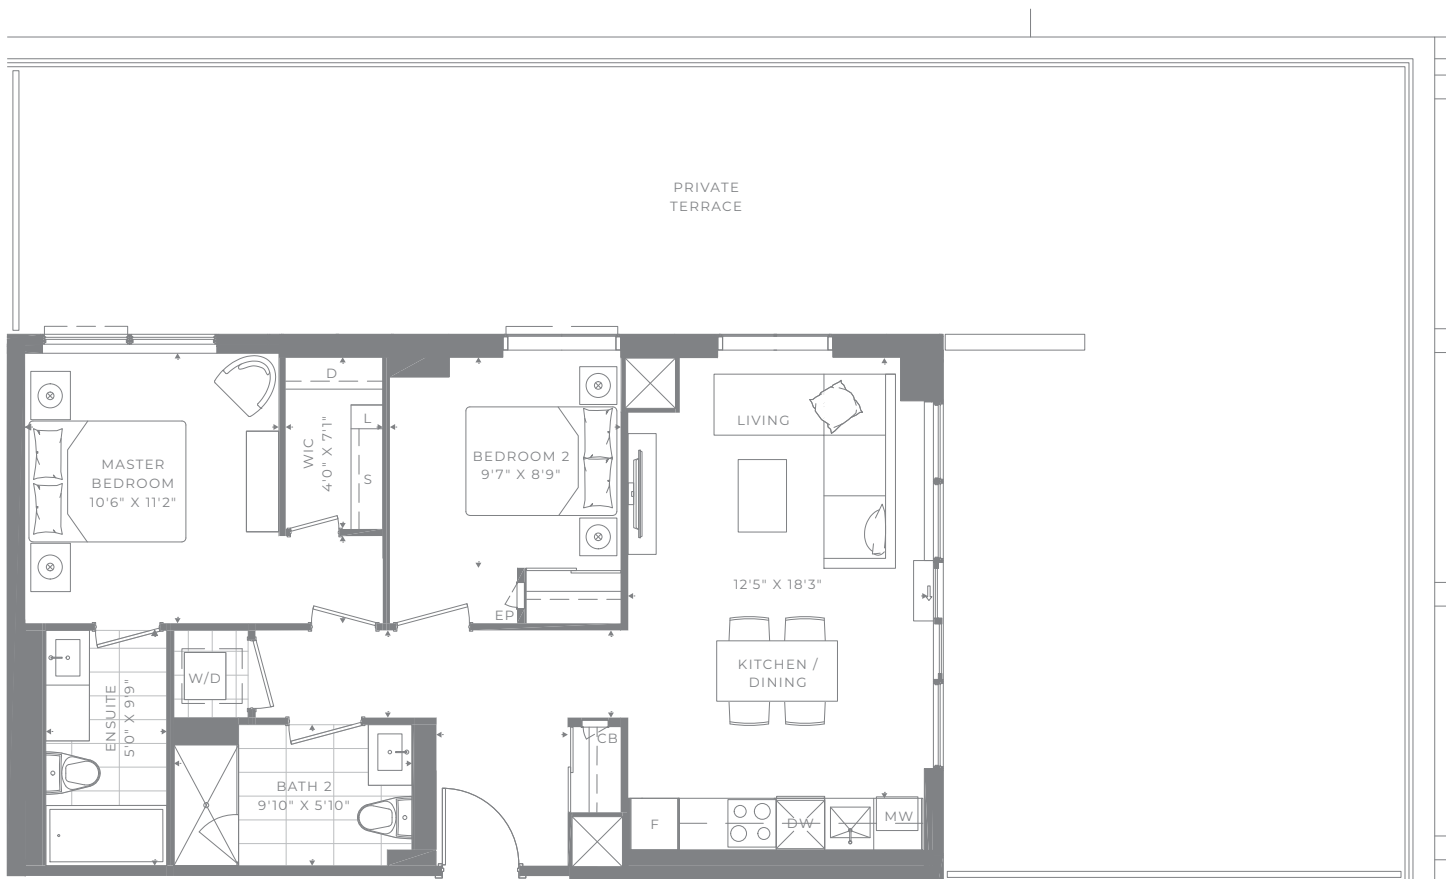 PRIVATE
TERRACE
D
L
WIC
4'0" X 7'1"
S
MASTER
BEDROOM
10'6" X 11'2"
BEDROOM 2
9'7" X 8'9"
LIVING
12'5" X 18'3"
EP
KITCHEN /
DINING
W/D
ENSUITE
5'0" X 9'9"
CB
BATH 2
9'10" X 5'10"
F
DW
MW